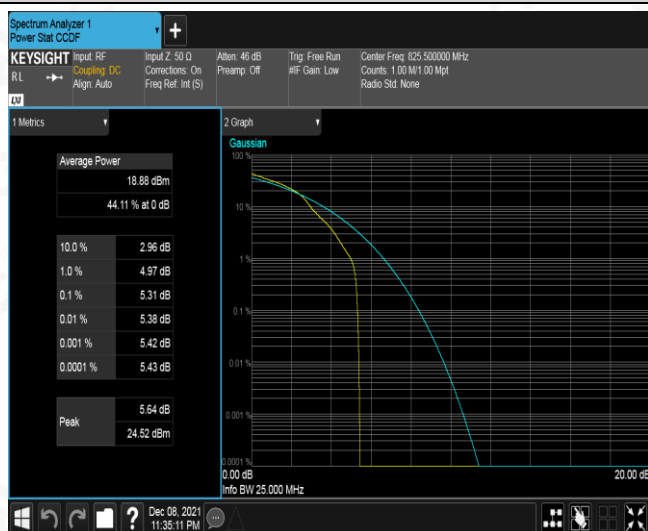 Spectrum Analyzer 1
Power Stat CCDF
KEYSIGHT
R L
LXI
Input: RF
Coupling: DC
Align: Auto
Input Z: 50 Ω
Corrections: On
Freq Ref: Int (S)
Atten: 46 dB
Preamp: Off
Trig: Free Run
#IF Gain: Low
Center Freq: 825.500000 MHz
Counts: 1.00 M/1.00 Mpt
Radio Std: None
1 Metrics
Average Power
18.88 dBm
44.11 % at 0 dB
10.0 % 2.96 dB
1.0 % 4.97 dB
0.1 % 5.31 dB
0.01 % 5.38 dB
0.001 % 5.42 dB
0.0001 % 5.43 dB
Peak
5.64 dB
24.52 dBm
2 Graph
Gaussian
100 %
10 %
1 %
0.1 %
0.01 %
0.001 %
0.0001 %
0.00 dB
20.00 dB
Info BW 25.000 MHz
?
Dec 08, 2021
11:35:11 PM